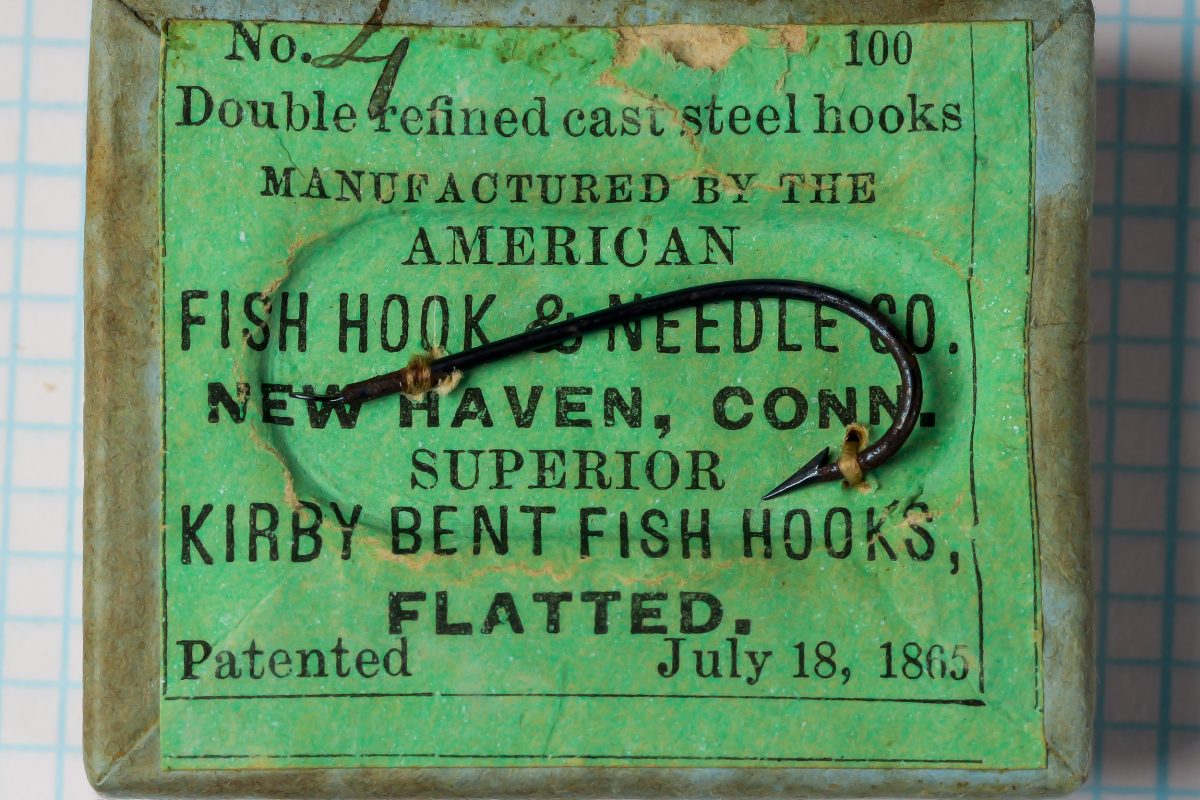 No. 4 100
Double refined cast steel hooks
MANUFACTURED BY THE
AMERICAN
FISH HOOK & NEEDLE CO.
NEW HAVEN, CONN.
SUPERIOR
KIRBY BENT FISH HOOKS,
FLATTED.
Patented July 18, 1865